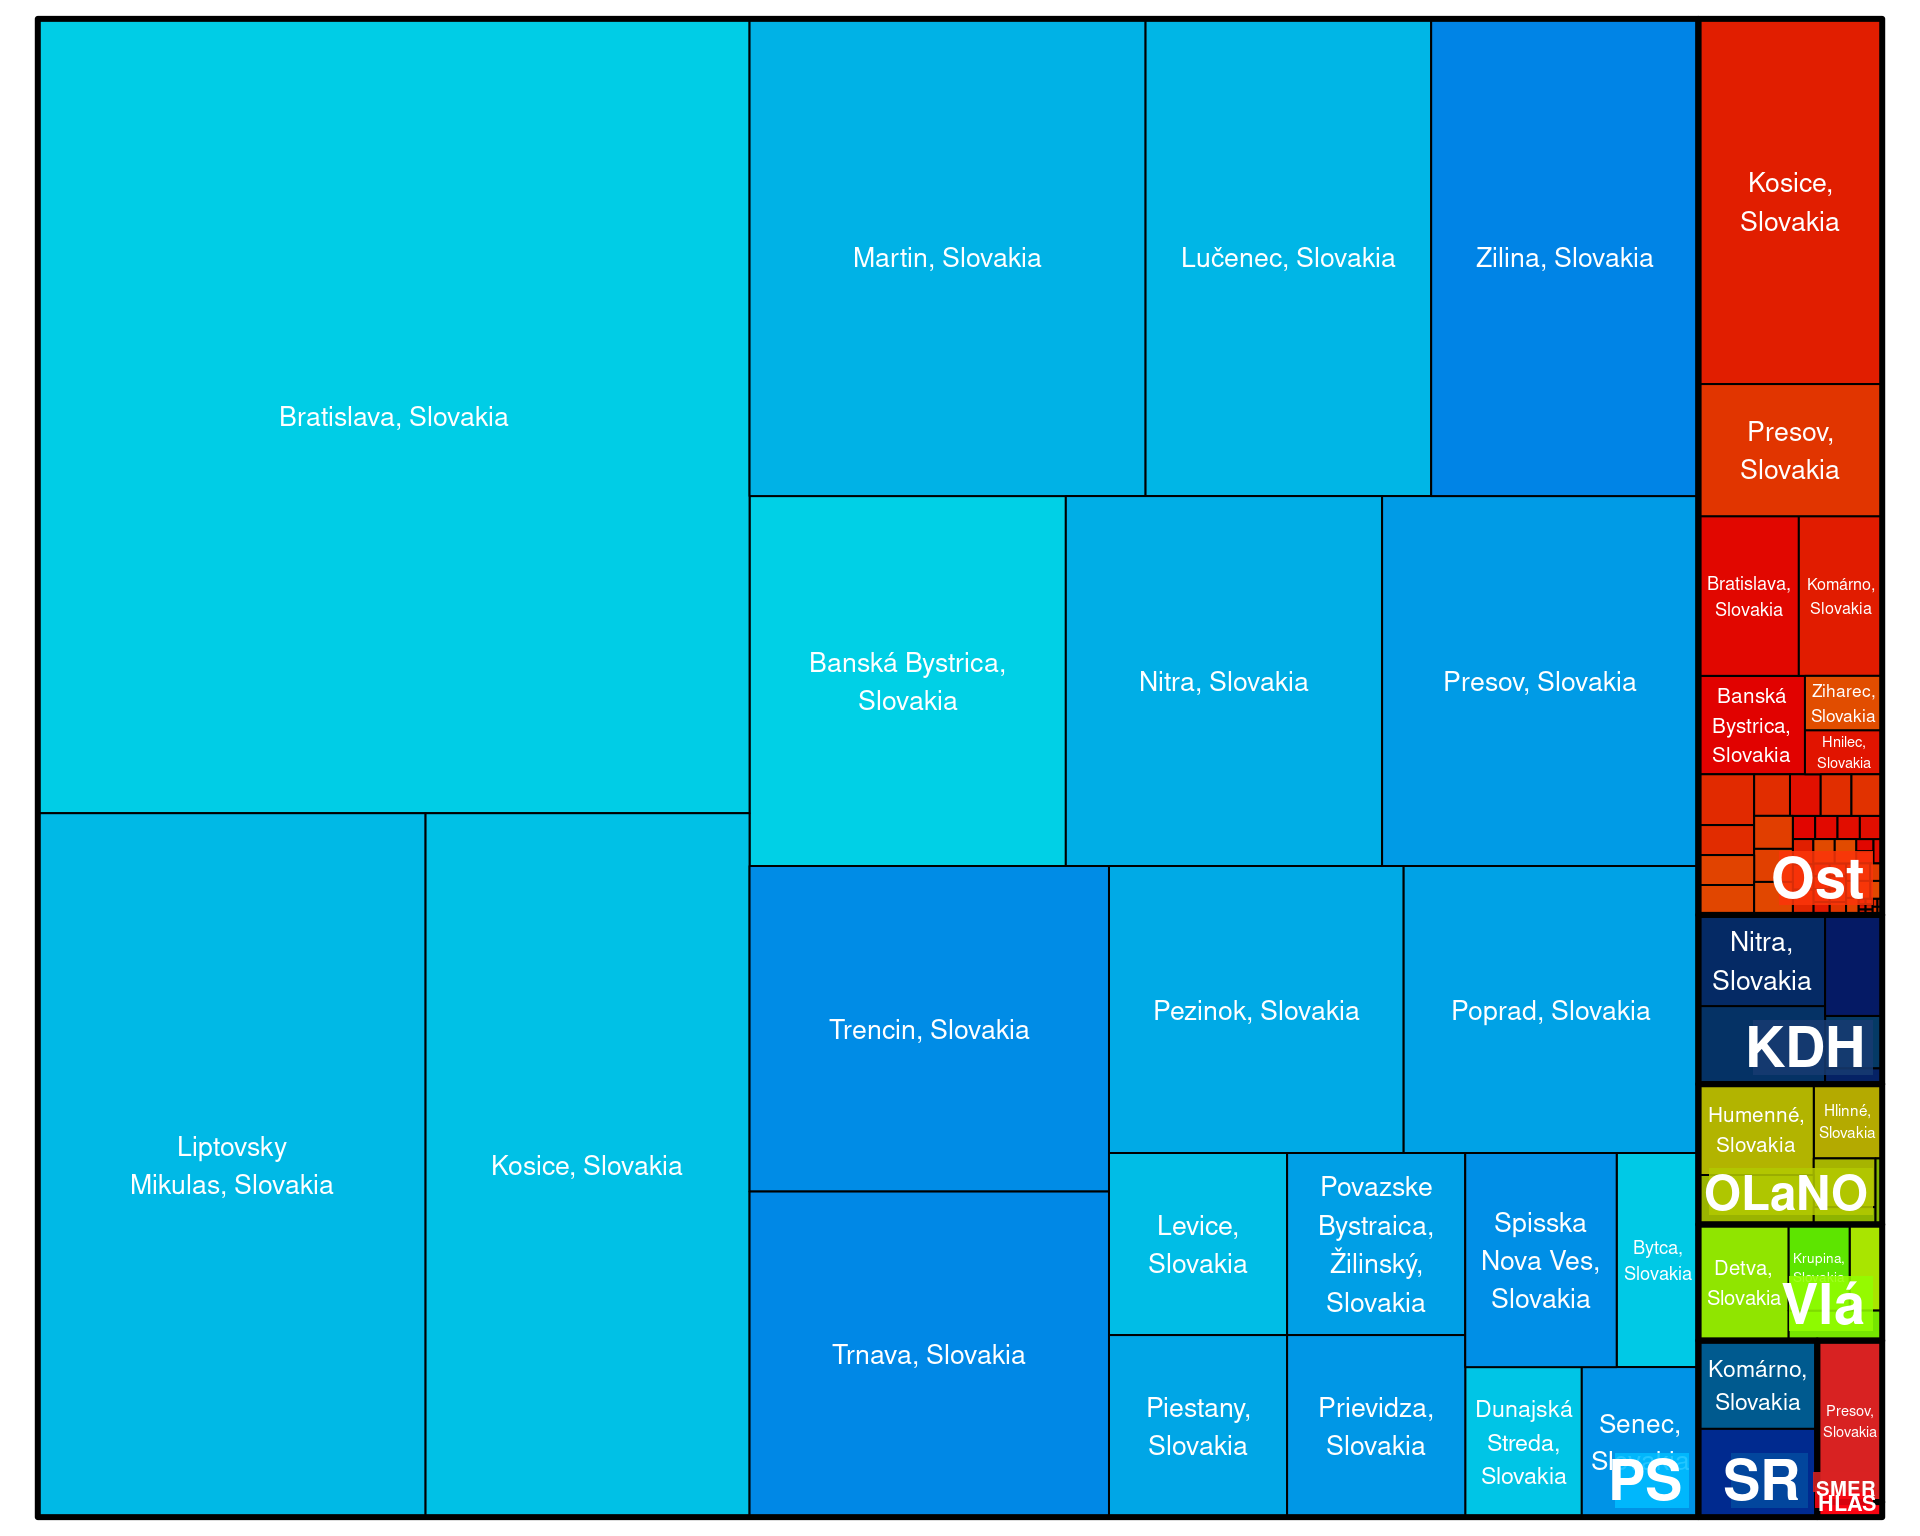 Bratislava, Slovakia
Liptovsky
Mikulas, Slovakia
Kosice, Slovakia
Martin, Slovakia
Lučenec, Slovakia
Zilina, Slovakia
Banská Bystrica,
Slovakia
Nitra, Slovakia
Presov, Slovakia
Trencin, Slovakia
Trnava, Slovakia
Pezinok, Slovakia
Poprad, Slovakia
Levice,
Slovakia
Povazske
Bystraica,
Žilinský,
Slovakia
Spisska
Nova Ves,
Slovakia
Bytca,
Slovakia
Piestany,
Slovakia
Prievidza,
Slovakia
Dunajská
Streda,
Slovakia
Senec,
Slovakia
PS
Kosice,
Slovakia
Presov,
Slovakia
Bratislava,
Slovakia
Komárno,
Slovakia
Banská
Bystrica,
Slovakia
Ziharec,
Slovakia
Hnilec,
Slovakia
Ost
Nitra,
Slovakia
KDH
Humenné,
Slovakia
Hlinné,
Slovakia
OLaNO
Detva,
Slovakia
Krupina,
Slovakia
Vlá
Komárno,
Slovakia
SR
Presov,
Slovakia
SMER
HLAS